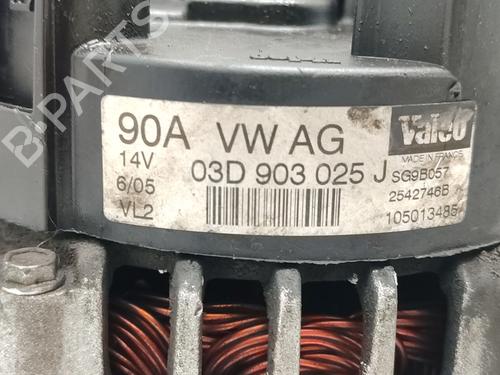 B-PARTS
90A VW AG
14V
03D 903 025 J
6/05
VL2
Valeo
MADE IN FRANCE
SG9B057
2542746B
105013485